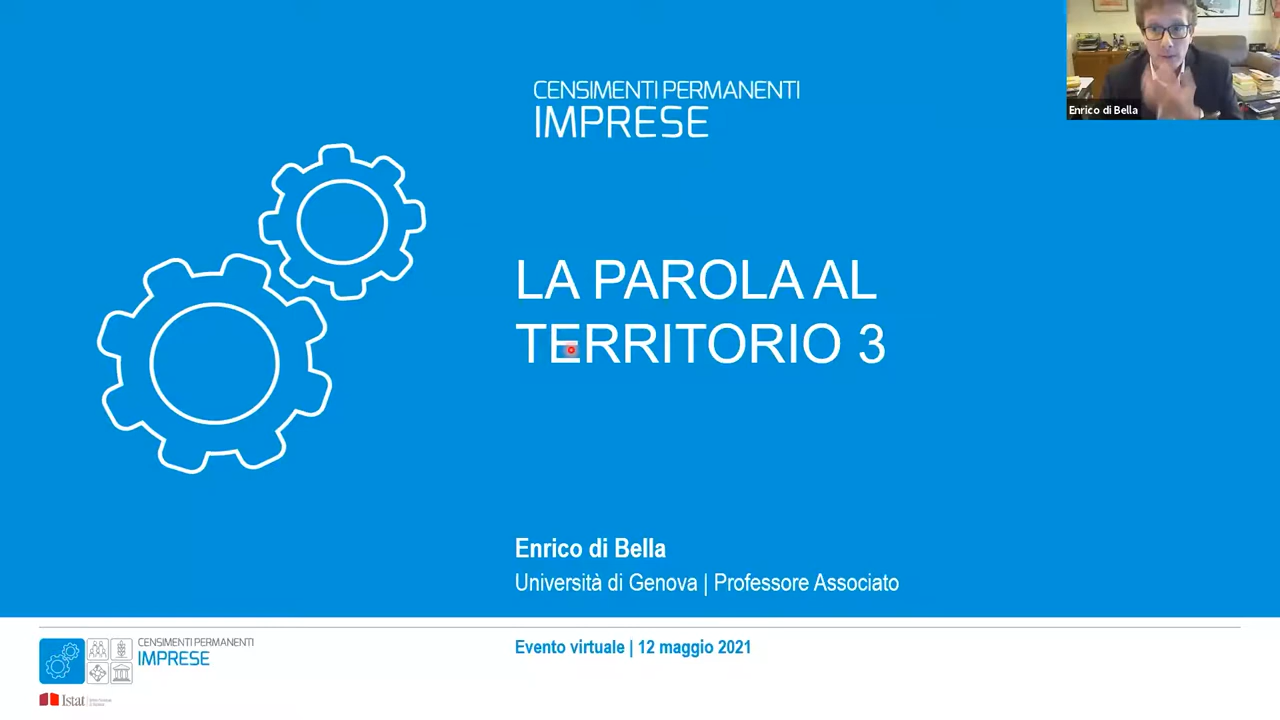 CENSIMENTI PERMANENTI
IMPRESE
Enrico di Bella
LA PAROLA AL
TERRITORIO 3
Enrico di Bella
Università di Genova | Professore Associato
CENSIMENTI PERMANENTI
IMPRESE
Evento virtuale | 12 maggio 2021
Istat